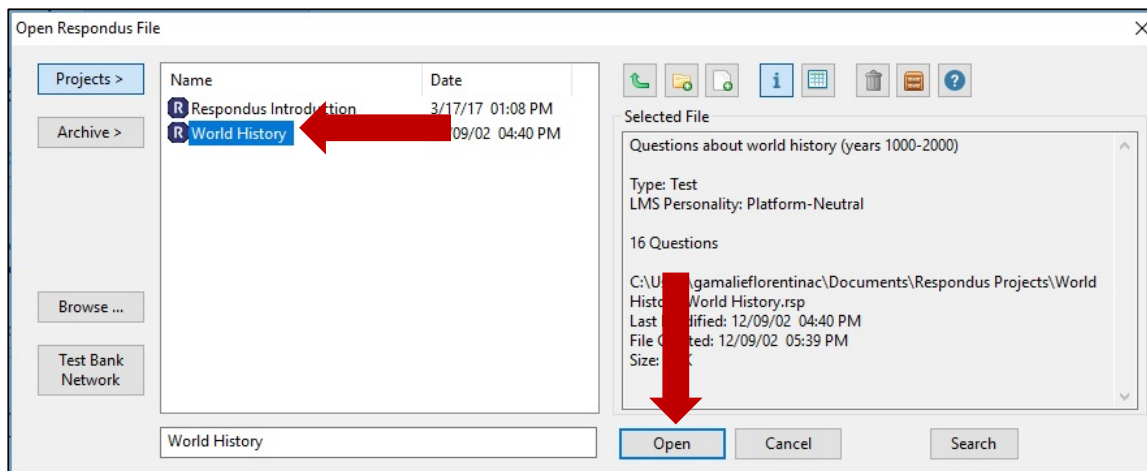 Open Respondus File
Projects >
Archive >
Browse ...
Test Bank
Network
Name Date
Respondus Introduction 3/17/17 01:08 PM
World History /09/02 04:40 PM
World History
Selected File
Questions about world history (years 1000-2000)
Type: Test
LMS Personality: Platform-Neutral
16 Questions
C:\Us gamalieflorentinac\Documents\Respondus Projects\World
Histo World History.rsp
Last M dified: 12/09/02 04:40 PM
File C ted: 12/09/02 05:39 PM
Size: K
Open
Cancel
Search